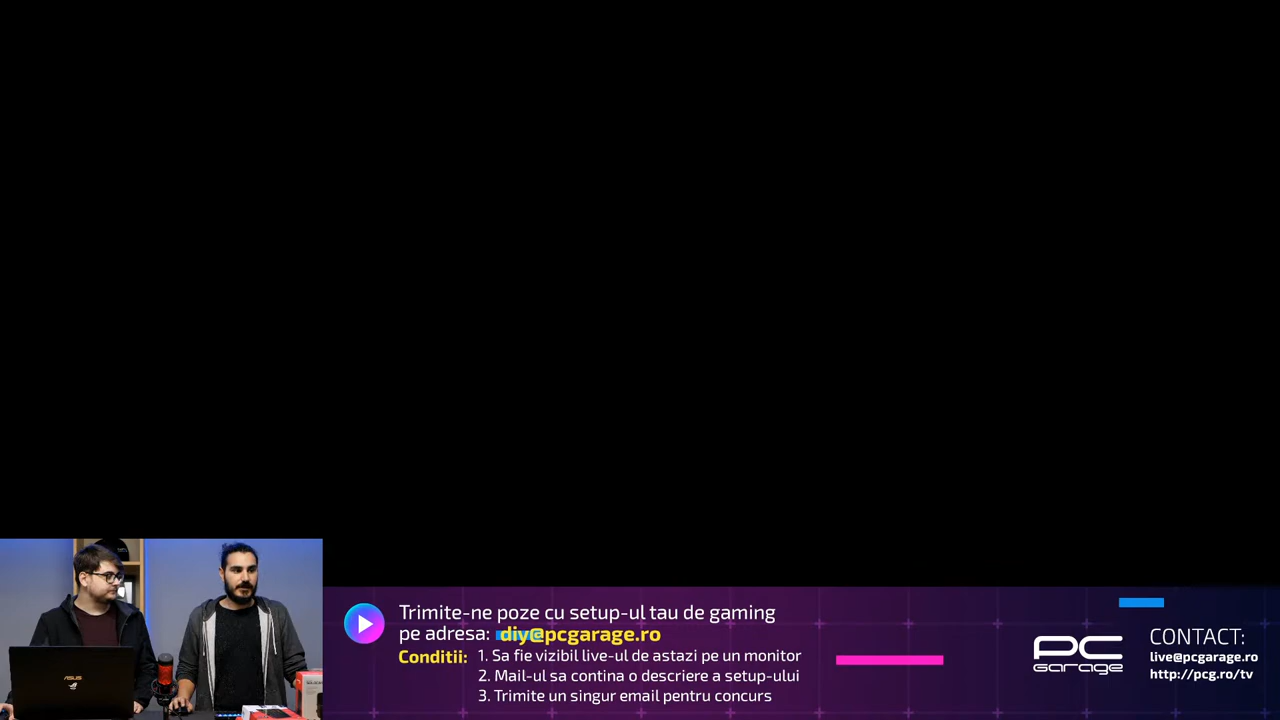 Trimite-ne poze cu setup-ul tau de gaming
pe adresa: diy@pcgarage.ro
Conditii: 1. Sa fie vizibil live-ul de astazi pe un monitor
2. Mail-ul sa contina o descriere a setup-ului
3. Trimite un singur email pentru concurs
PC
Garage
CONTACT:
live@pcgarage.ro
http://pcg.ro/tv
ASUS